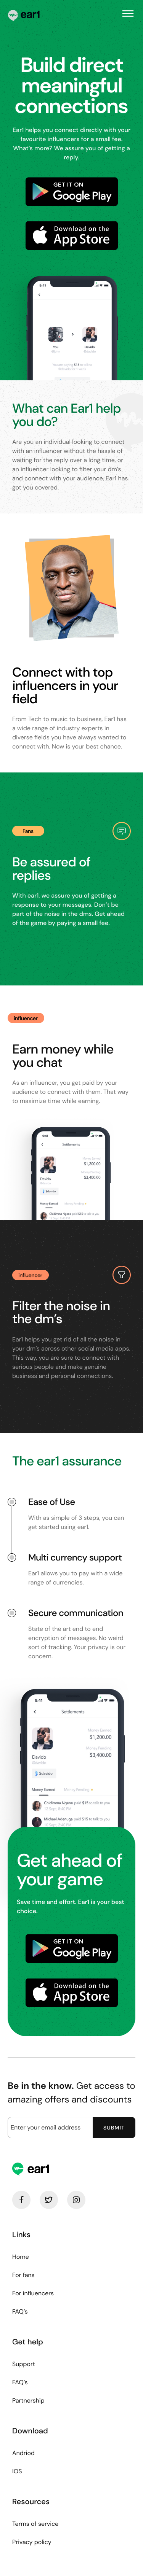 ear1
Build direct
meaningful
connections
Ear1 helps you connect directly with your
favourite influencers for a small fee.
What's more? We assure you of getting a
reply.
GET IT ON
Google Play
Download on the
App Store
What can Ear1 help
you do?
Are you an individual looking to connect
with an influencer without the hassle of
waiting for the reply over a long time, or
an Influencer looking to filter your dm's
and connect with your audience, Ear1 has
got you covered.
Connect with top
influencers in your
field
From Tech to music to business, Ear1 has
a wide range of industry experts in
diverse fields you have always wanted to
connect with. Now is your best chance.
Fans
Be assured of
replies
With ear1, we assure you of getting a
response to your messages. Don't be
part of the noise in the dms. Get ahead
of the game by paying a small fee.
Influencer
Earn money while
you chat
As an influencer, you get paid by your
audience to connect with them. That way
to maximize time while earning.
Settlements
Davido
$1,200.00
$3,400.00
Influencer
Filter the noise in
the dm's
Ear1 helps you get rid of all the noise in
your dm's across other social media apps.
This way, you are sure to connect with
serious people and make genuine
business and personal connections.
The ear1 assurance
Ease of Use
With as simple of 3 steps, you can
get started using ear1.
Multi currency support
Ear1 allows you to pay with a wide
range of currencies.
Secure communication
State of the art and to end
encryption of messages. No weird
sort of tracking. Your privacy is our
concern.
9:41
Settlements
Money Earned
$1,200.00
Money Pending
$3,400.00
Davido
Money Earned
Money Pending
Get ahead of
your game
Save time and effort. Ear1 is your best
choice.
GET IT ON
Google Play
Download on the
App Store
Be in the know. Get access to
amazing offers and discounts
Enter your email address
SUBMIT
ear1
Links
Home
For fans
For influencers
FAQ's
Get help
Support
FAQ's
Partnership
Download
Andriod
IOS
Resources
Terms of service
Privacy policy